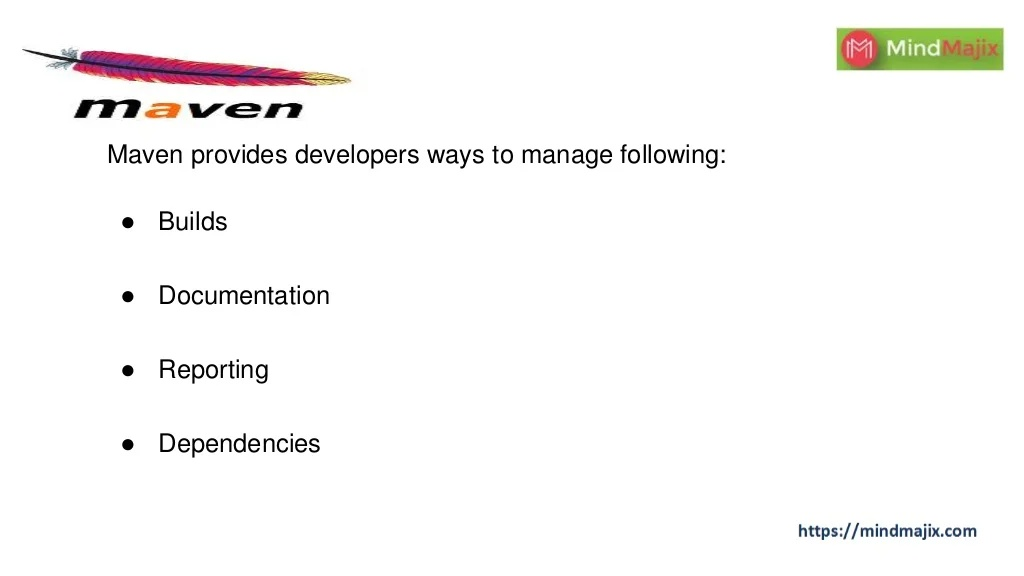 MindMajix
maven
Maven provides developers ways to manage following:
● Builds
● Documentation
● Reporting
● Dependencies
https://mindmajix.com